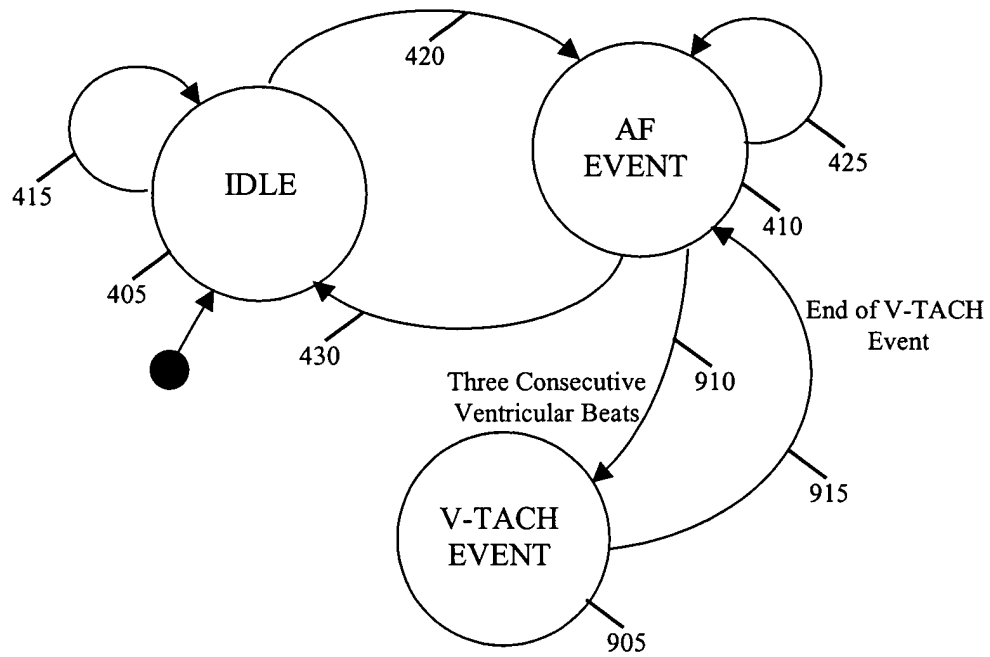 420
AF
EVENT
425
415
IDLE
410
405
End of V-TACH
Event
430
910
Three Consecutive
Ventricular Beats
915
V-TACH
EVENT
905